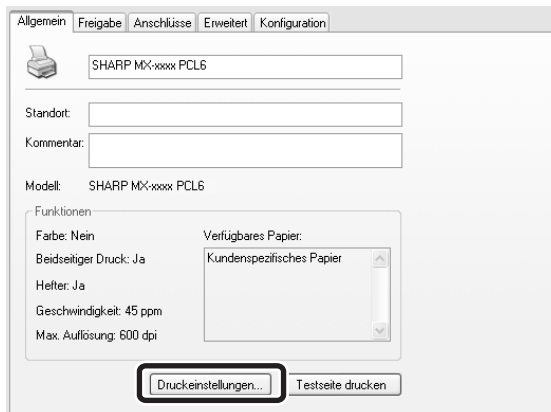 Allgemein Freigabe Anschlüsse Erweitert Konfiguration
SHARP MX-xxxx PCL6
Standort:
Kommentar:
Modell: SHARP MX-xxxx PCL6
Funktionen
Farbe: Nein Verfügbares Papier:
Beidseitiger Druck: Ja Kundenspezifisches Papier
Hefter: Ja
Geschwindigkeit: 45 ppm
Max. Auflösung: 600 dpi
Druckeinstellungen... Testseite drucken